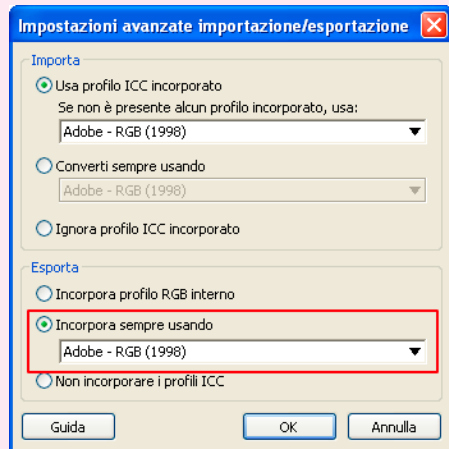 Impostazioni avanzate importazione/esportazione
Importa
Usa profilo ICC incorporato
Se non è presente alcun profilo incorporato, usa:
Adobe - RGB (1998)
Converti sempre usando
Adobe - RGB (1998)
Ignora profilo ICC incorporato
Esporta
Incorpora profilo RGB interno
Incorpora sempre usando
Adobe - RGB (1998)
Non incorporare i profili ICC
Guida OK Annulla